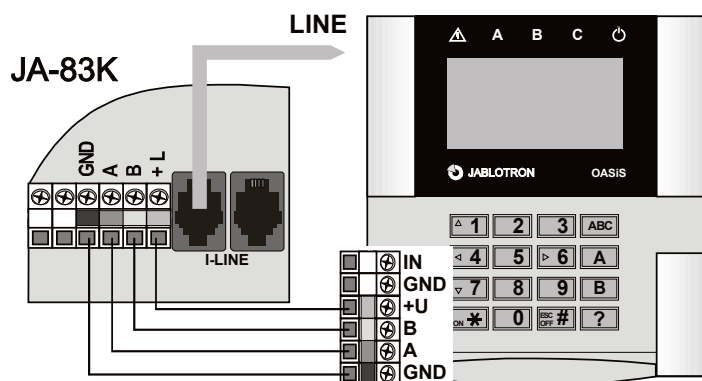 LINE
JA-83K
GND
A
B
+ L
I-LINE
A B C
JABLOTRON OASiS
1 2 3 ABC
4 5 6 A
7 8 9 B
ON * 0 ESC OFF # ?
IN
GND
+U
B
A
GND